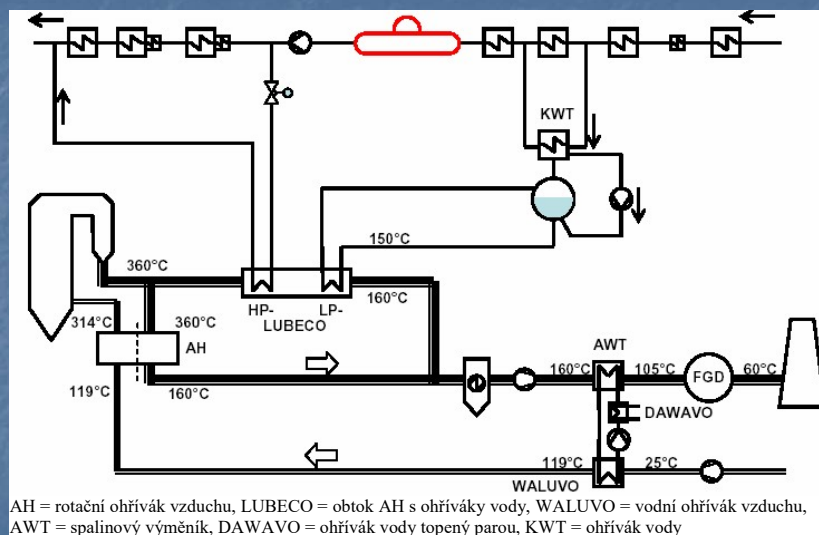 KWT
150°C
360°C
HP-
LP-
LUBECO
160°C
314°C
360°C
AH
AWT
160°C
160°C
105°C
FGD
60°C
119°C
DAWAVO
119°C
25°C
WALUVO
AH = rotační ohřívák vzduchu, LUBECO = obtok AH s ohříváky vody, WALUVO = vodní ohřívák vzduchu,
AWT = spalinový výměník, DAWAVO = ohřívák vody topený parou, KWT = ohřívák vody